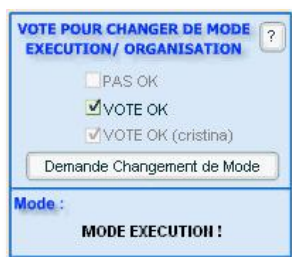 VOTE POUR CHANGER DE MODE
EXECUTION/ ORGANISATION
?
PAS OK
VOTE OK
VOTE OK (cristina)
Demande Changement de Mode
Mode :
MODE EXECUTION !